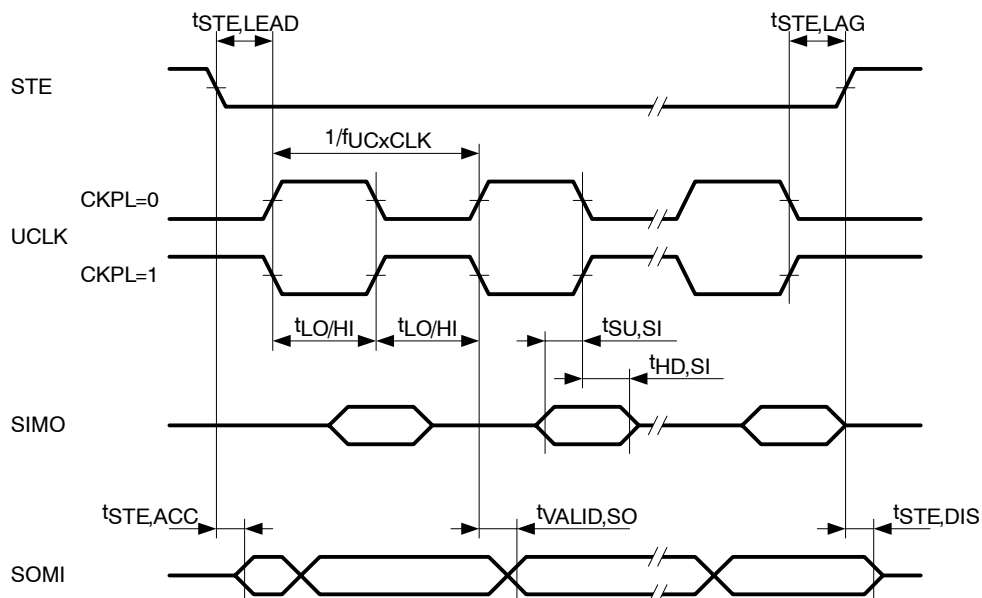 tSTE,LEAD
tSTE,LAG
STE
1/fUCxCLK
CKPL=0
UCLK
CKPL=1
tLO/HI
tLO/HI
tSU,SI
tHD,SI
SIMO
tSTE,ACC
tVALID,SO
tSTE,DIS
SOMI